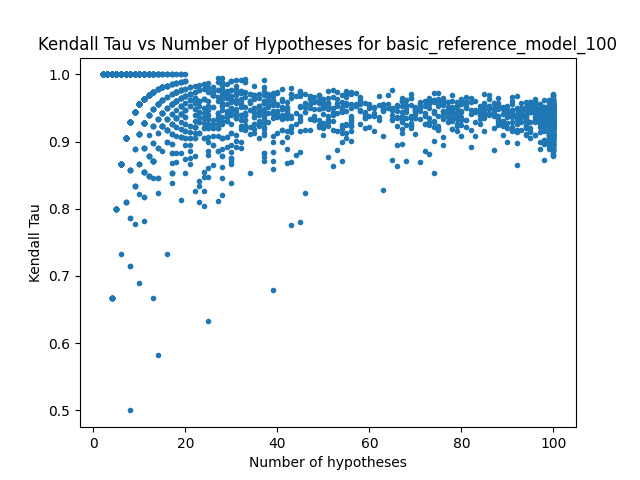 Kendall Tau vs Number of Hypotheses for basic_reference_model_100
1.0
0.9
0.8
0.7
0.6
0.5
Kendall Tau
0 20 40 60 80 100
Number of hypotheses